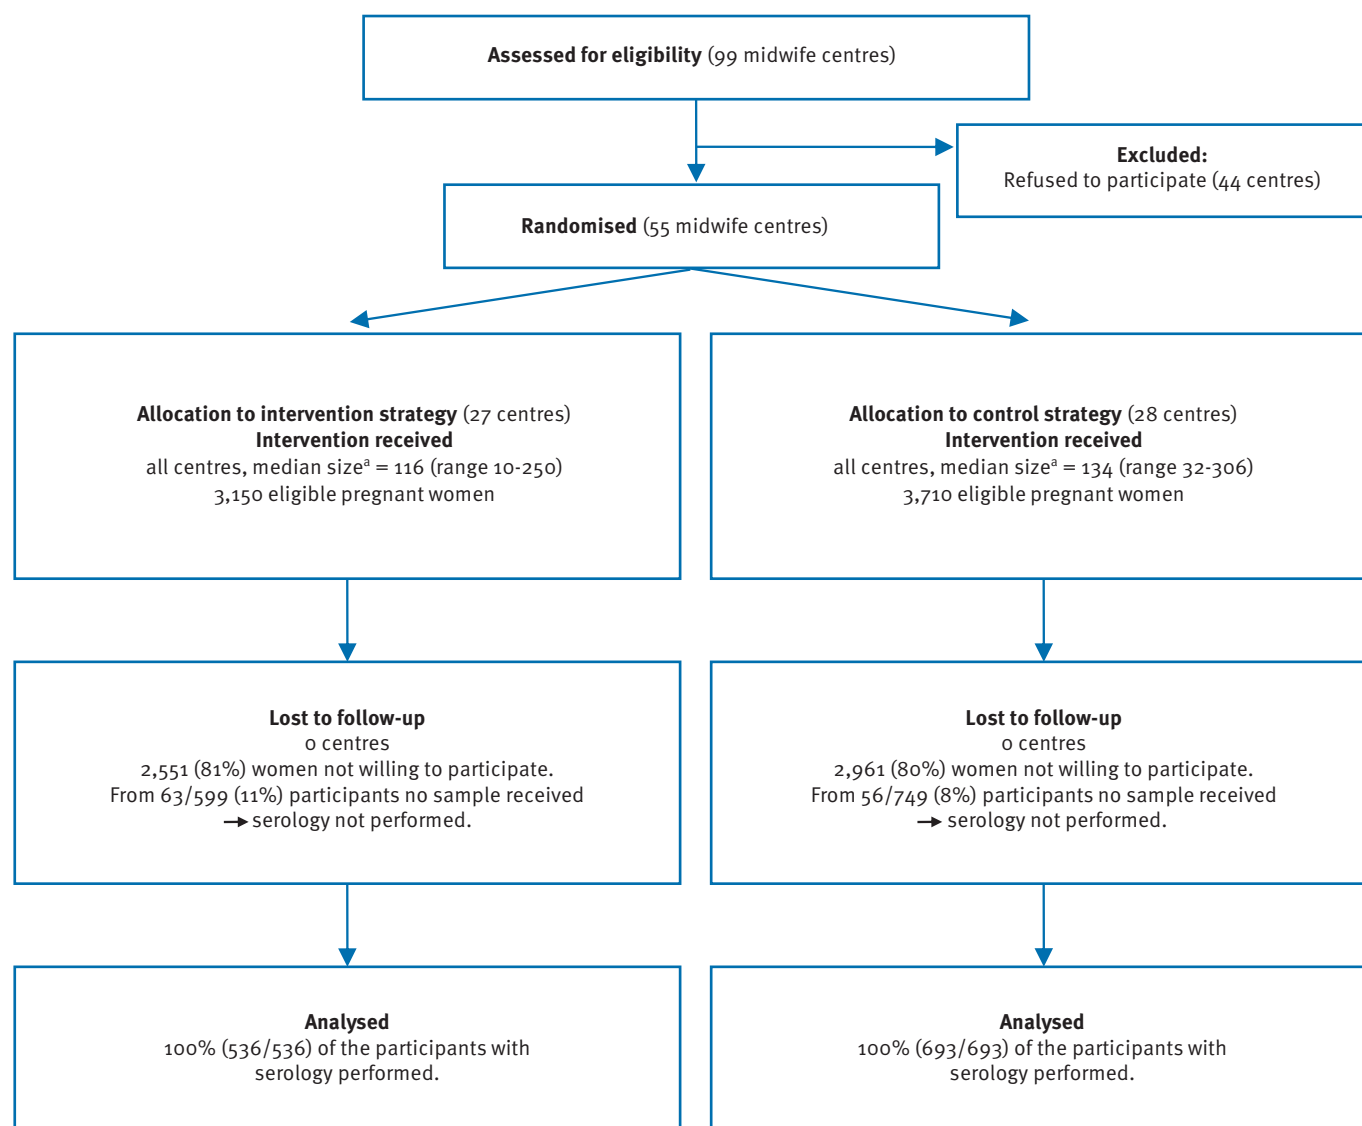 Assessed for eligibility (99 midwife centres)
Excluded:
Refused to participate (44 centres)
Randomised (55 midwife centres)
Allocation to intervention strategy (27 centres)
Intervention received
all centres, median sizeᵃ = 116 (range 10-250)
3,150 eligible pregnant women
Allocation to control strategy (28 centres)
Intervention received
all centres, median sizeᵃ = 134 (range 32-306)
3,710 eligible pregnant women
Lost to follow-up
0 centres
2,551 (81%) women not willing to participate.
From 63/599 (11%) participants no sample received
→ serology not performed.
Lost to follow-up
0 centres
2,961 (80%) women not willing to participate.
From 56/749 (8%) participants no sample received
→ serology not performed.
Analysed
100% (536/536) of the participants with
serology performed.
Analysed
100% (693/693) of the participants with
serology performed.